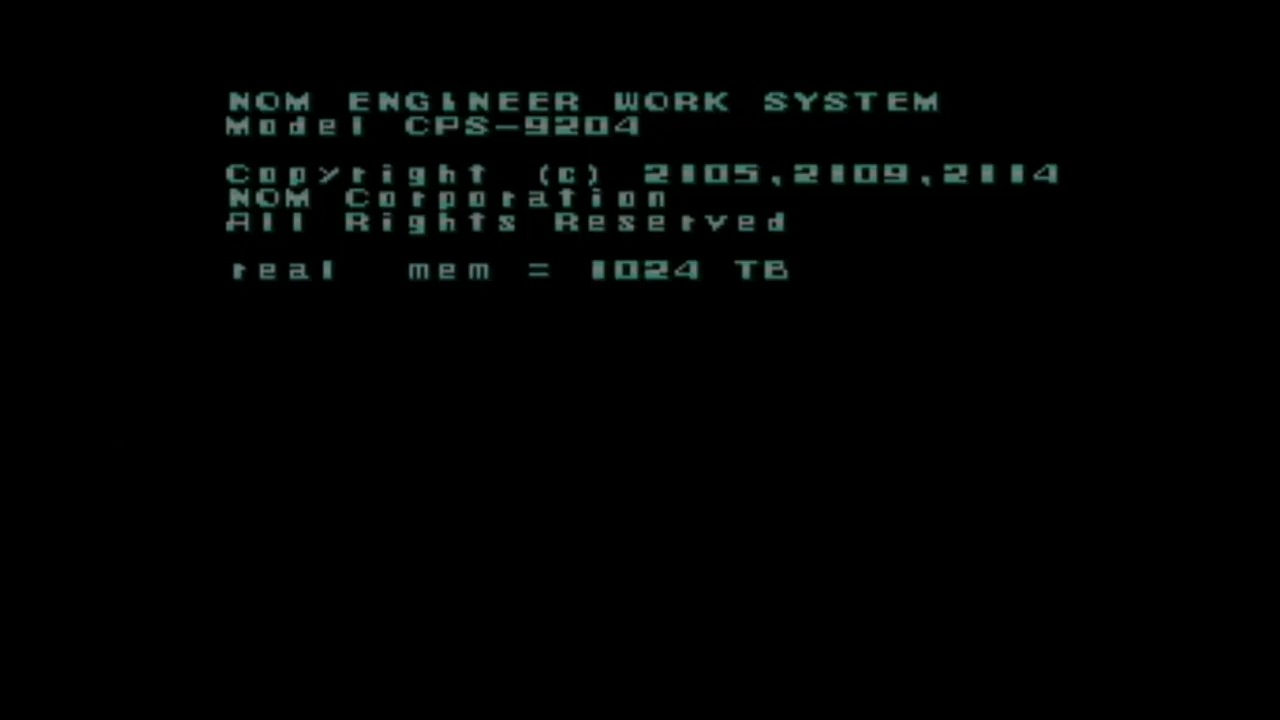 NOM ENGINEER WORK SYSTEM
Model CPS-9204
Copyright (c) 2105,2109,2114
NOM Corporation
All Rights Reserved
real mem = 1024 TB